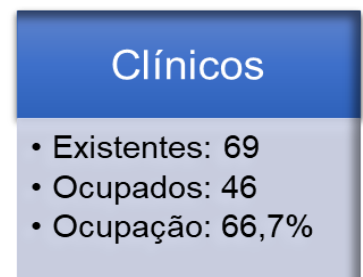 Clínicos
• Existentes: 69
• Ocupados: 46
• Ocupação: 66,7%